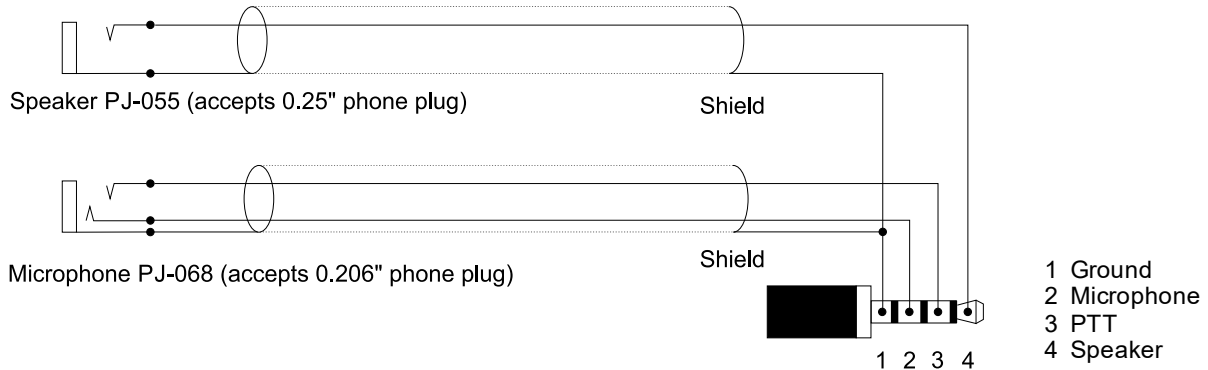 Speaker PJ-055 (accepts 0.25" phone plug)
Shield
Microphone PJ-068 (accepts 0.206" phone plug)
Shield
1 2 3 4
1 Ground
2 Microphone
3 PTT
4 Speaker